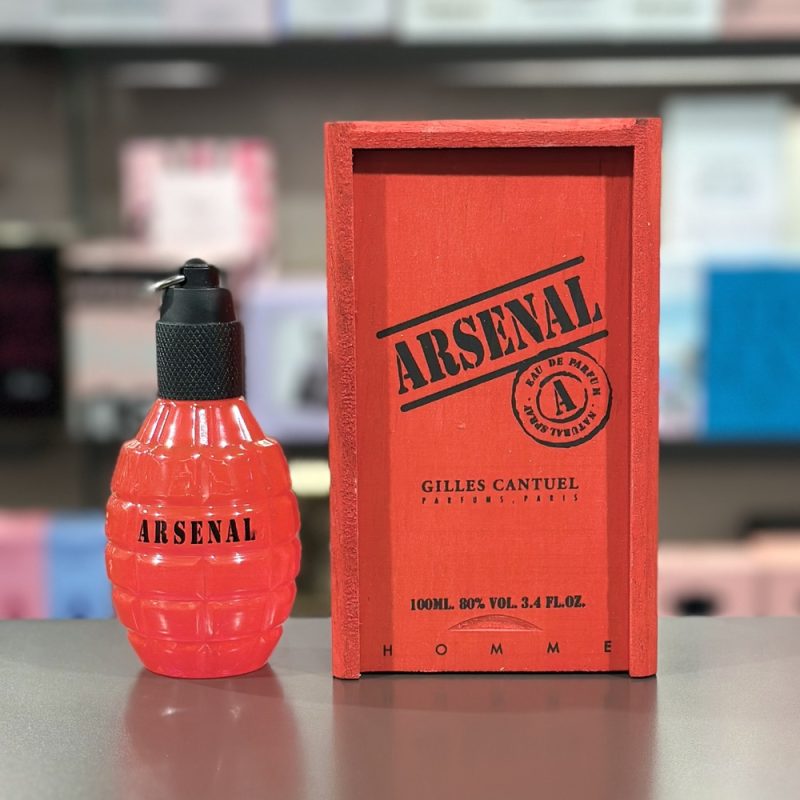 ARSENAL
ARSENAL
EAU DE PARFUM · NATURAL SPRAY ·
A
GILLES CANTUEL
PARFUMS, PARIS
100ML. 80% VOL. 3.4 FL.OZ.
HOMME